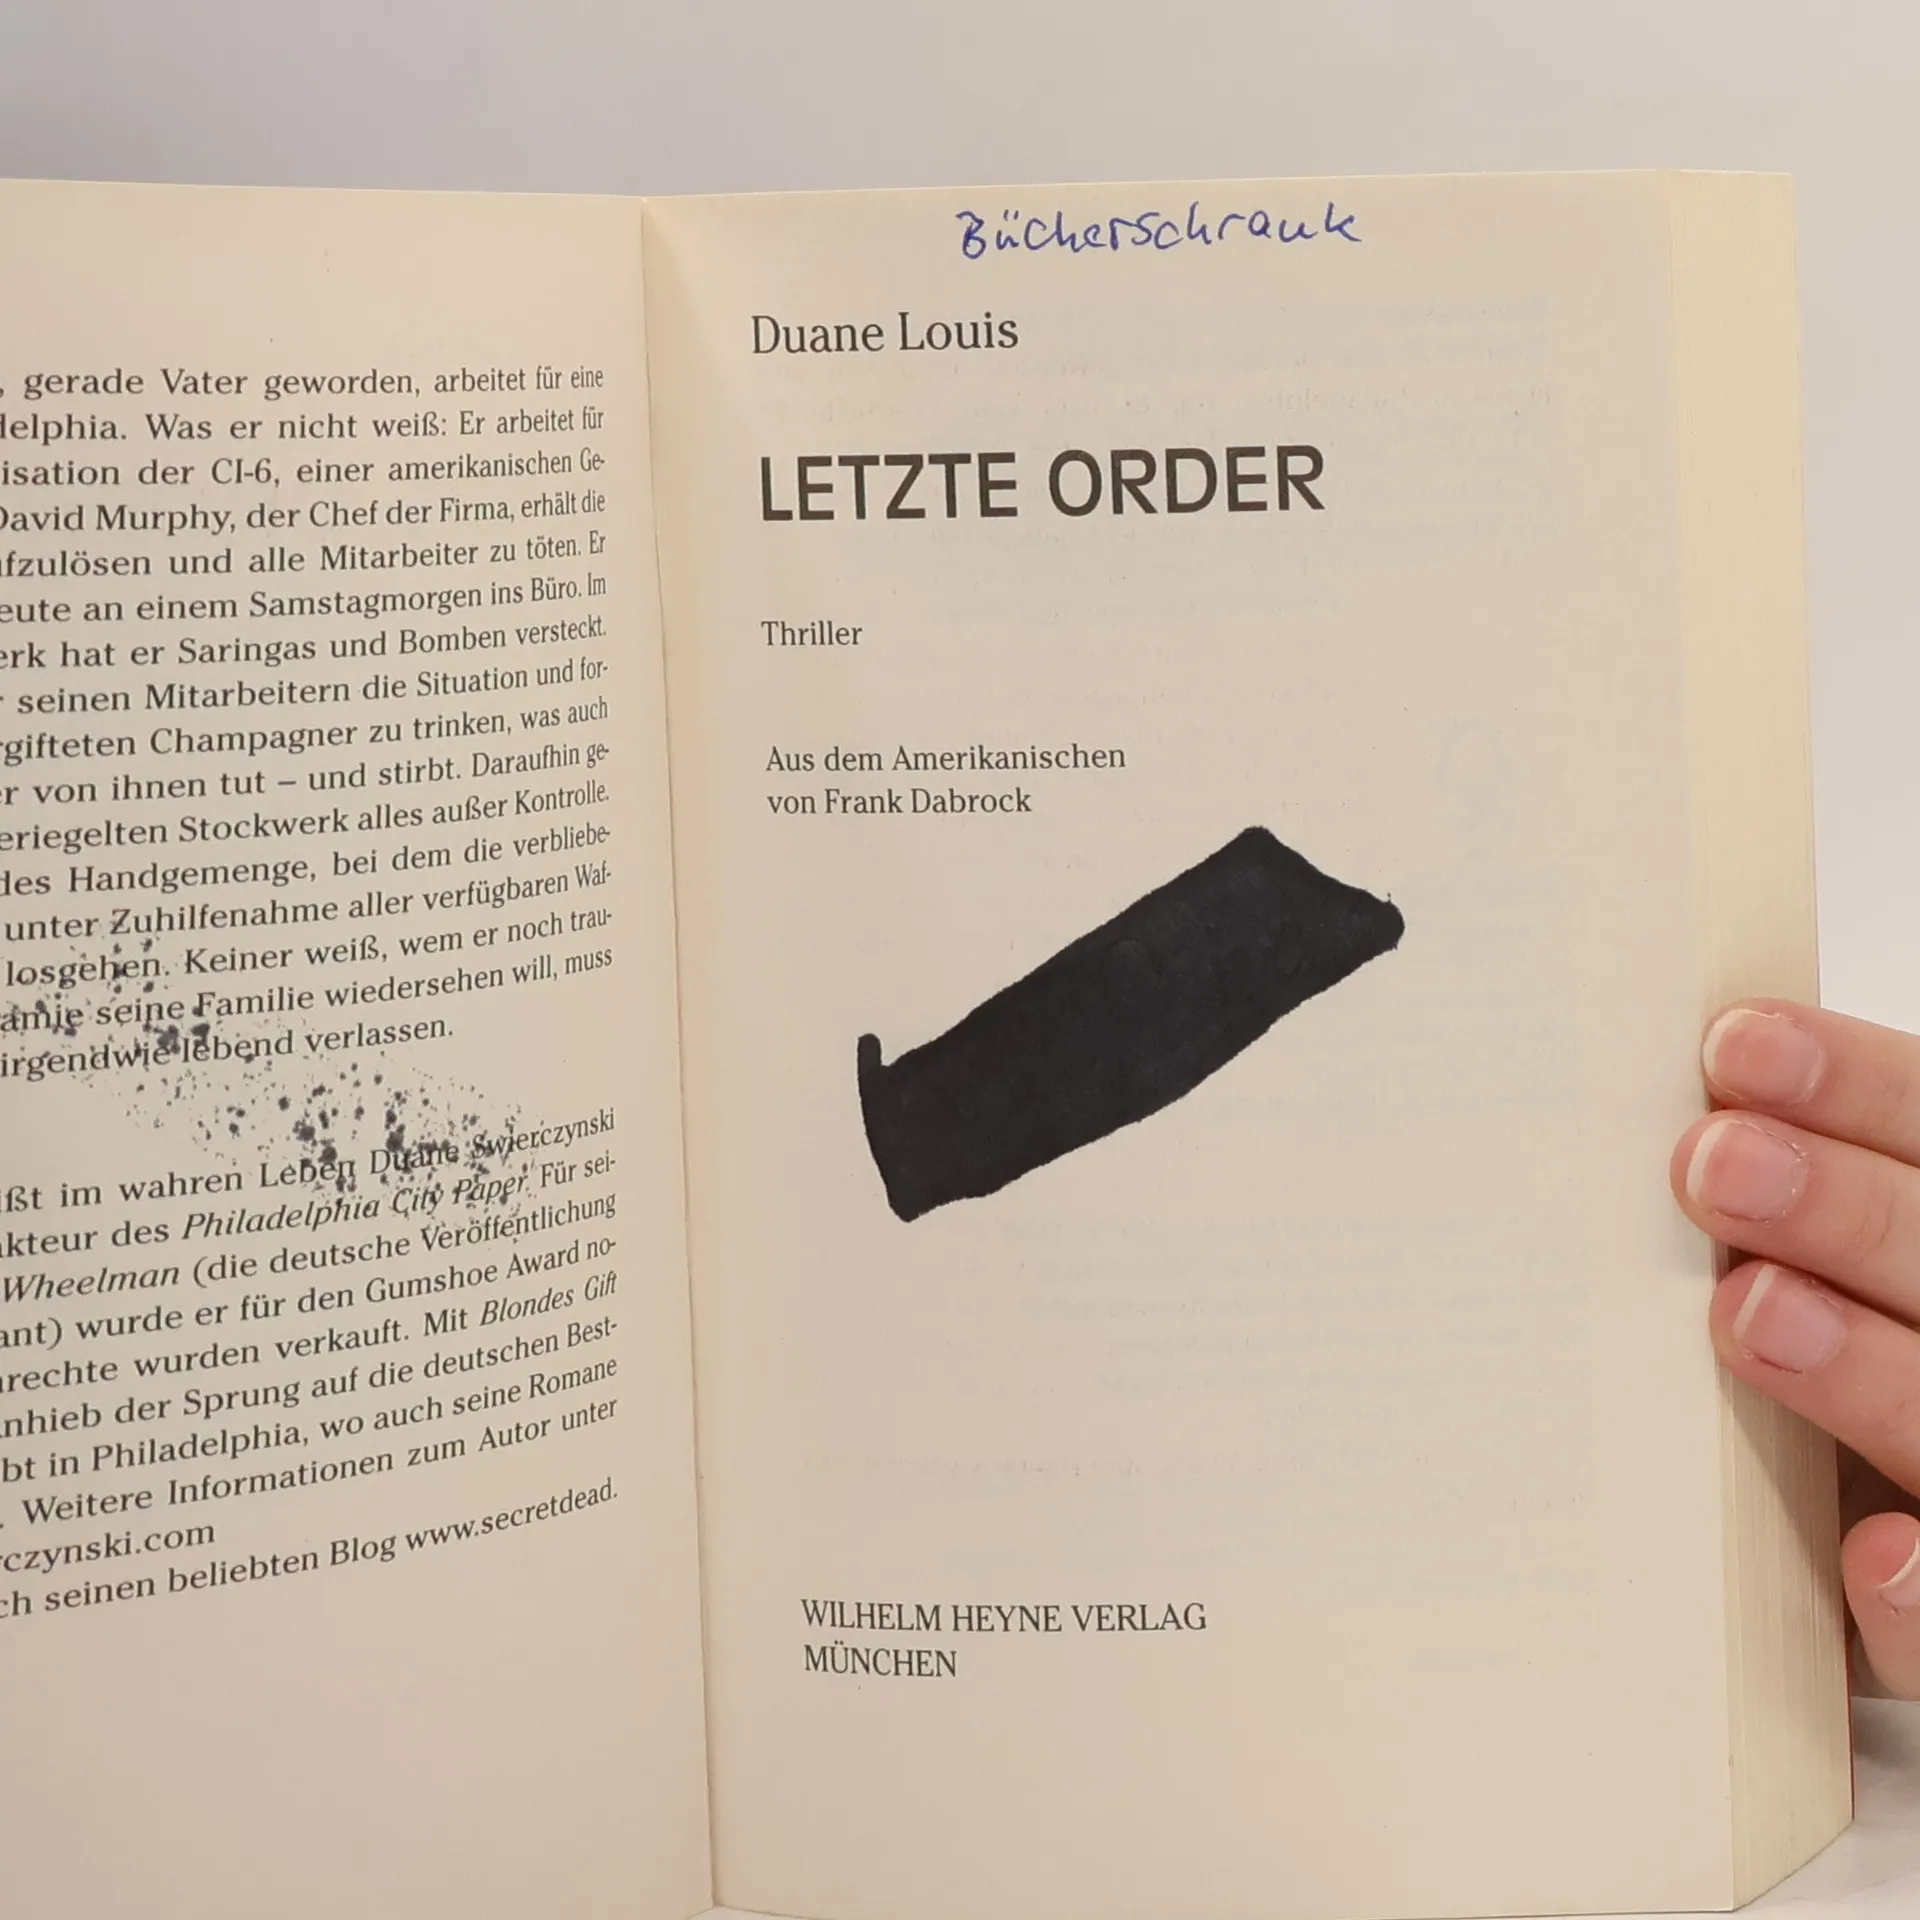 , gerade Vater geworden, arbeitet für eine
delphia. Was er nicht weiß: Er arbeitet für
isation der CI-6, einer amerikanischen Ge-
David Murphy, der Chef der Firma, erhält die
ufzulösen und alle Mitarbeiter zu töten. Er
eute an einem Samstagmorgen ins Büro. Im
erk hat er Saringas und Bomben versteckt.
r seinen Mitarbeitern die Situation und for-
rgifteten Champagner zu trinken, was auch
er von ihnen tut – und stirbt. Daraufhin ge-
eriegelten Stockwerk alles außer Kontrolle.
des Handgemenge, bei dem die verbliebe-
unter Zuhilfenahme aller verfügbaren Waf-
losgehen. Keiner weiß, wem er noch trau-
amie seine Familie wiedersehen will, muss
irgendwie lebend verlassen.
ißt im wahren Leben Duane Swierczynski
akteur des Philadelphia City Paper. Für sei-
Wheelman (die deutsche Veröffentlichung
ant) wurde er für den Gumshoe Award no-
rechte wurden verkauft. Mit Blondes Gift
nhieb der Sprung auf die deutschen Best-
bt in Philadelphia, wo auch seine Romane
. Weitere Informationen zum Autor unter
rczynski.com
ch seinen beliebten Blog www.secretdead.
Bücherschrank
Duane Louis
LETZTE ORDER
Thriller
Aus dem Amerikanischen
von Frank Dabrock
WILHELM HEYNE VERLAG
MÜNCHEN